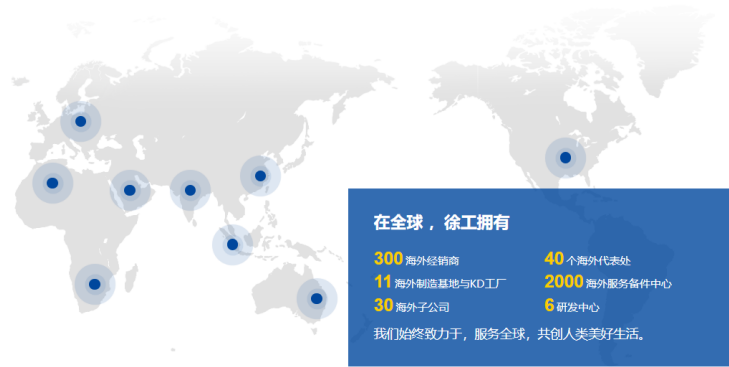 在全球，徐工拥有
300 海外经销商 40 个海外代表处
11 海外制造基地与KD工厂 2000 海外服务备件中心
30 海外子公司 6 研发中心
我们始终致力于，服务全球，共创人类美好生活。